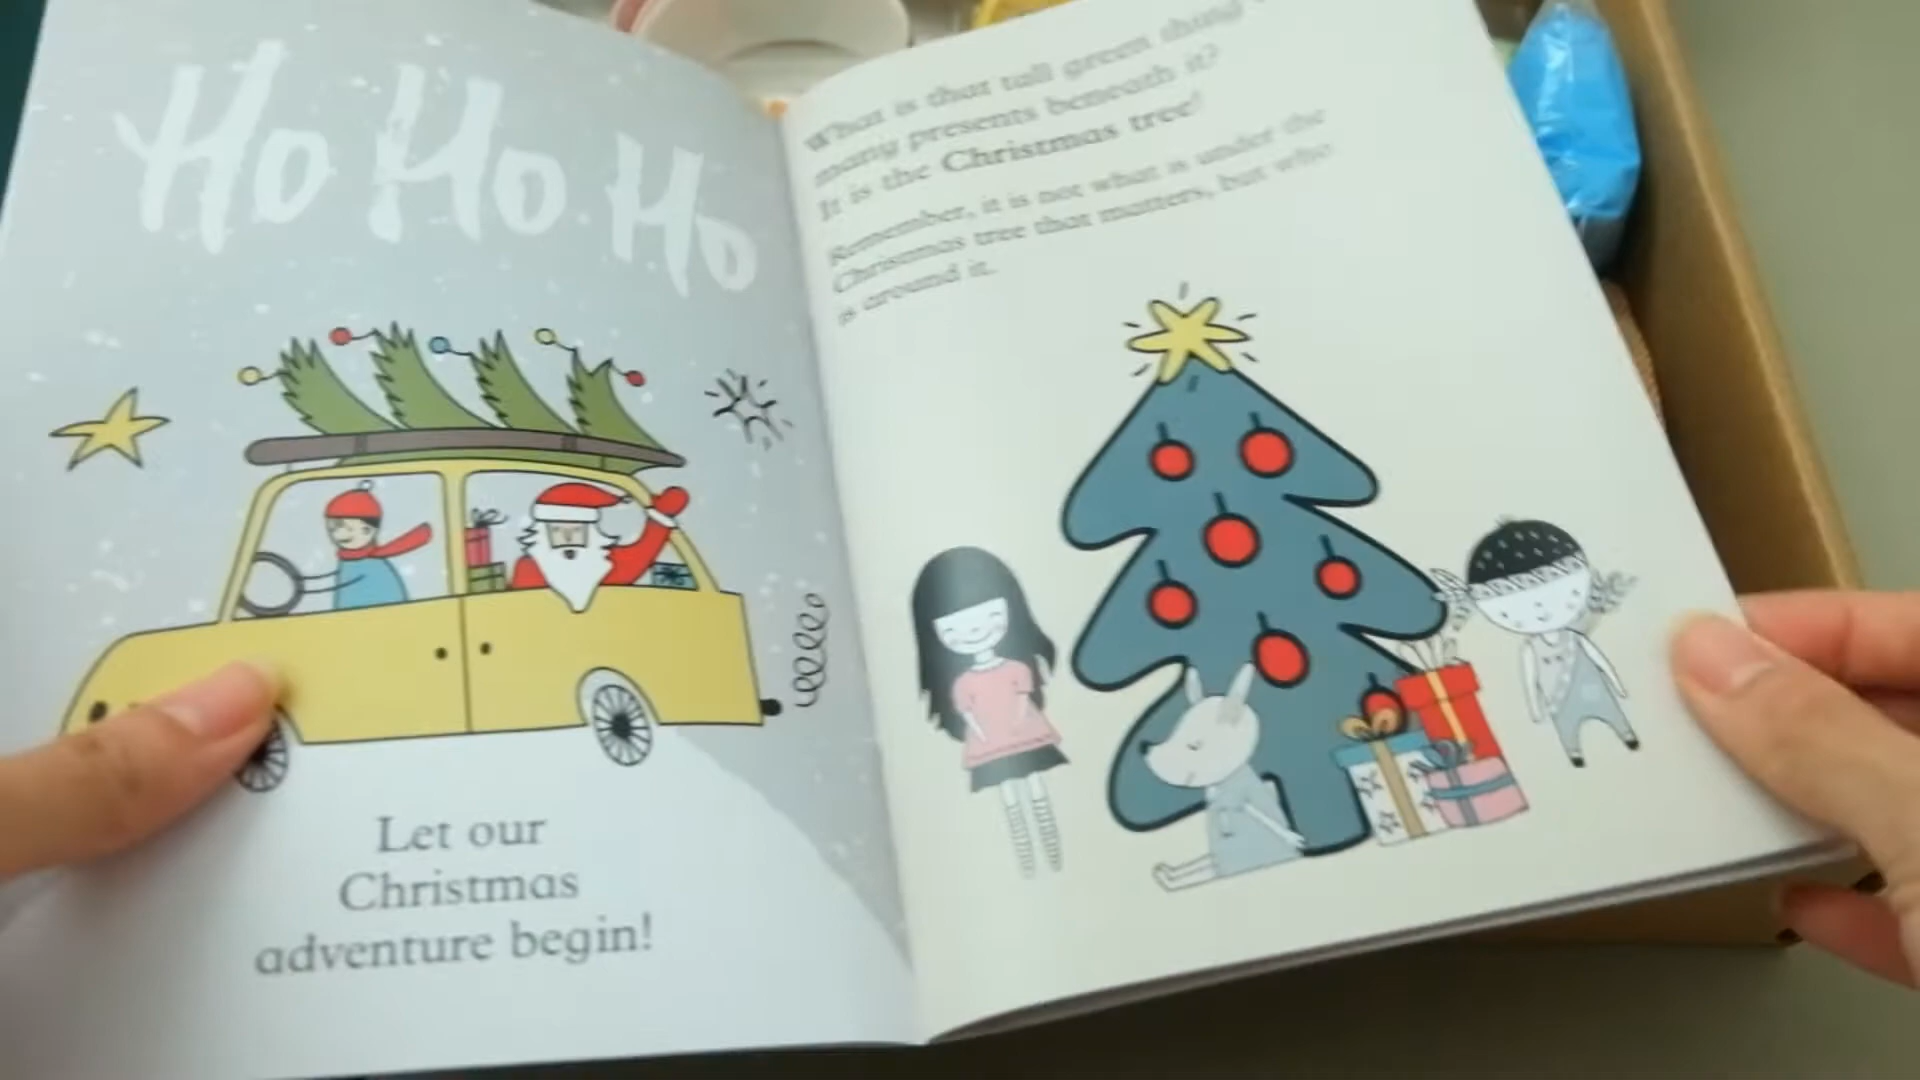 Ho Ho Ho
Let our
Christmas
adventure begin!
What is that tall green thing
many presents beneath it?
It is the Christmas tree!
Remember, it is not what is under the
Christmas tree that matters, but who
is around it.